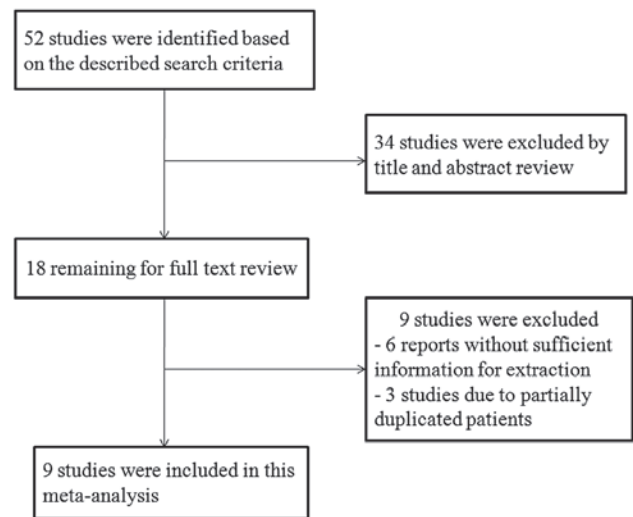 52 studies were identified based
on the described search criteria
34 studies were excluded by
title and abstract review
18 remaining for full text review
9 studies were excluded
- 6 reports without sufficient
information for extraction
- 3 studies due to partially
duplicated patients
9 studies were included in this
meta-analysis